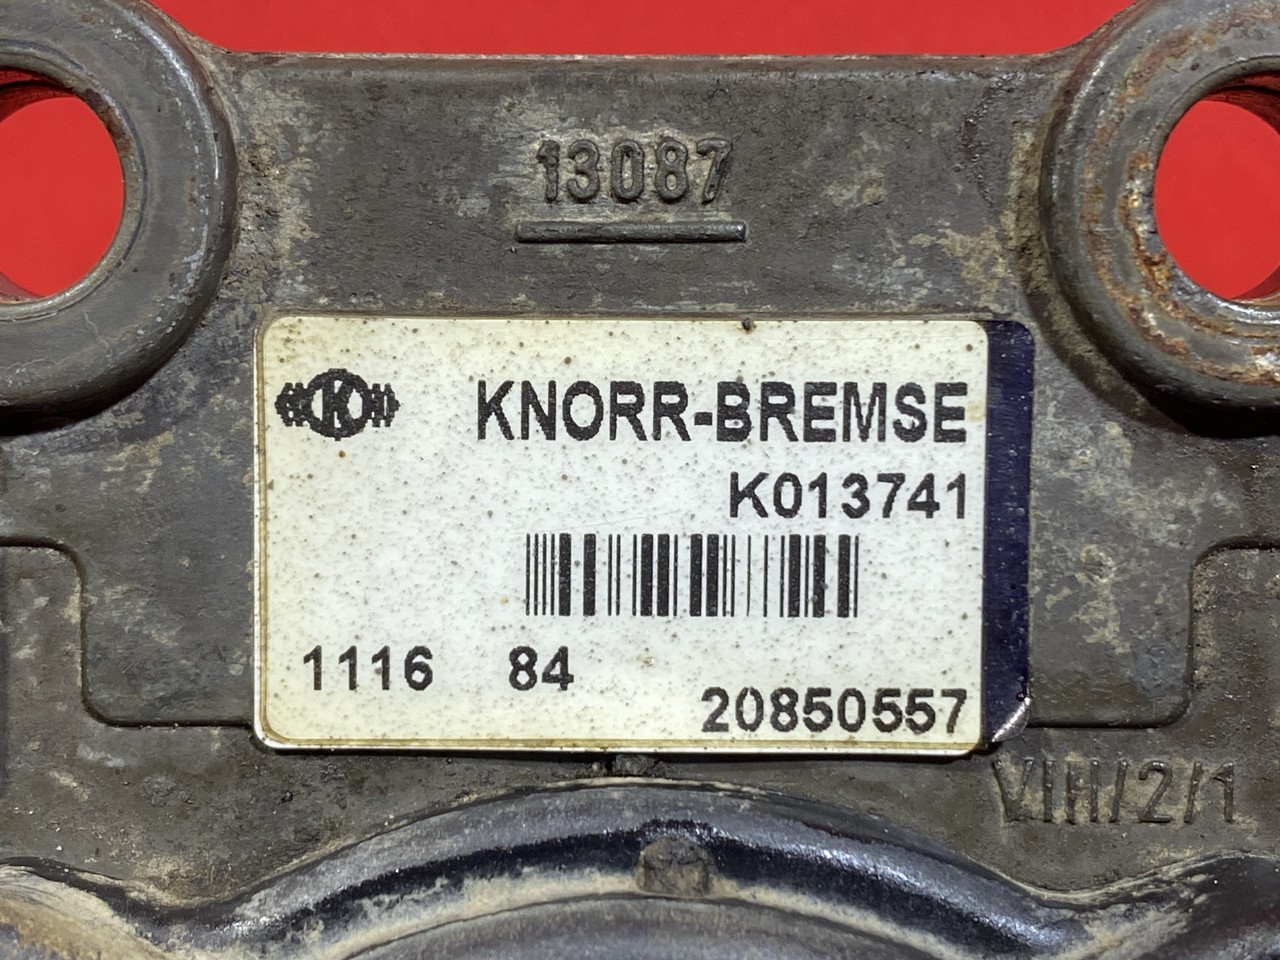 13087
K
KNORR-BREMSE
K013741
1116 84
20850557
VIII/2/1